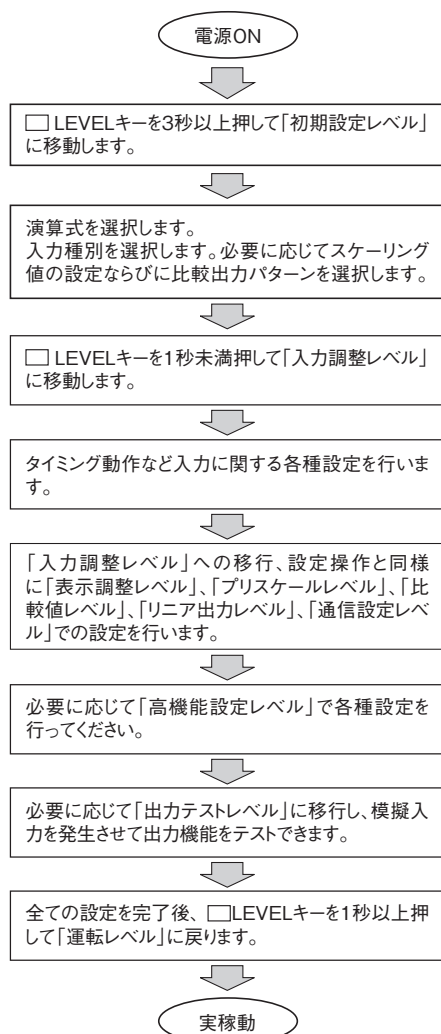 電源ON
□ LEVELキーを3秒以上押して「初期設定レベル」
に移動します。
演算式を選択します。
入力種別を選択します。必要に応じてスケーリング
値の設定ならびに比較出力パターンを選択します。
□ LEVELキーを1秒未満押して「入力調整レベル」
に移動します。
タイミング動作など入力に関する各種設定を行いま
す。
「入力調整レベル」への移行、設定操作と同様
に「表示調整レベル」、「プリスケールレベル」、「比
較値レベル」、「リニア出力レベル」、「通信設定レベ
ル」での設定を行います。
必要に応じて「高機能設定レベル」で各種設定を
行ってください。
必要に応じて「出力テストレベル」に移行し、模擬入
力を発生させて出力機能をテストできます。
全ての設定を完了後、□LEVELキーを1秒以上押
して「運転レベル」に戻ります。
実稼動